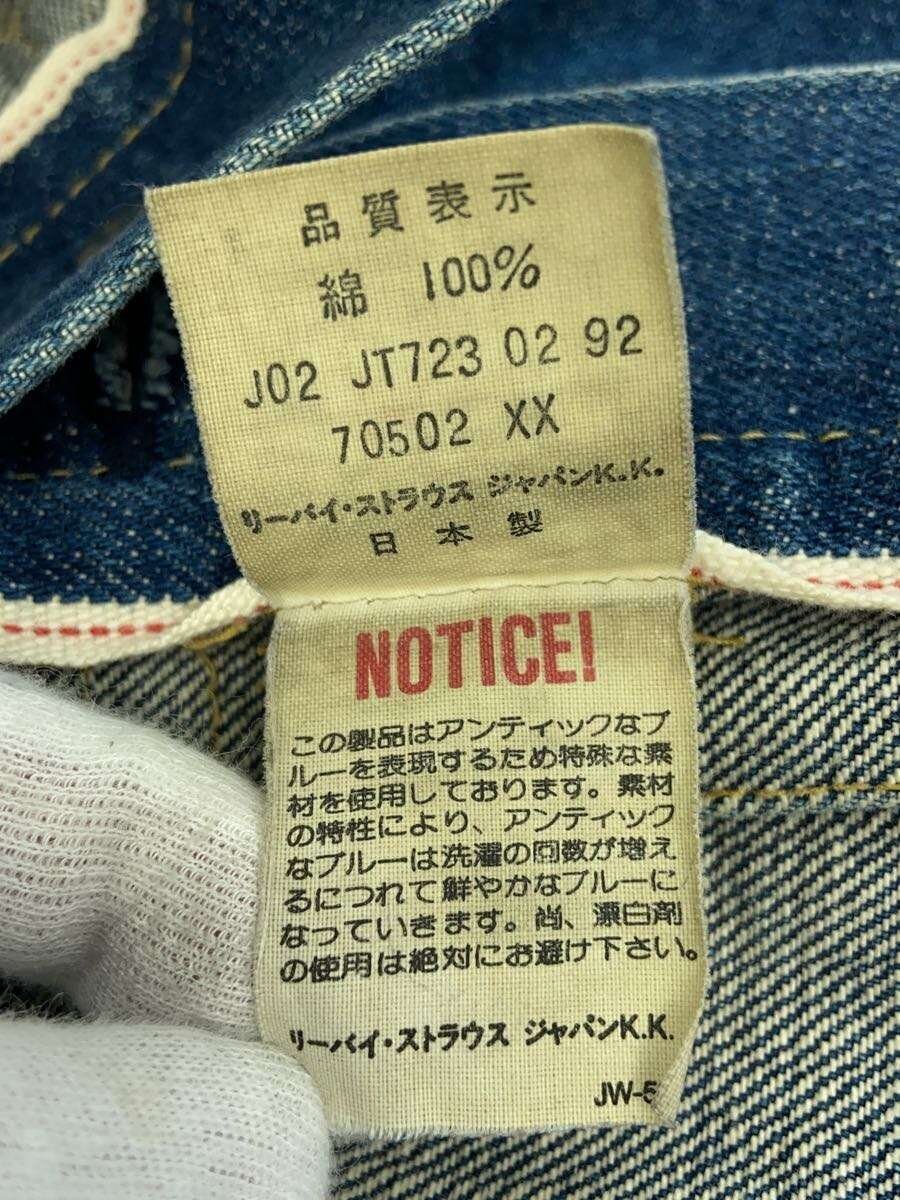 品質表示
綿 100%
J02 JT723 02 92
70502 XX
リーバイ・ストラウス ジャパンK.K.
日本製
NOTICE!
この製品はアンティックなブ
ルーを表現するため特殊な素
材を使用しております。素材
の特性により、アンティック
なブルーは洗濯の回数が増え
るにつれて鮮やかなブルーに
なっていきます。尚、漂白剤
の使用は絶対にお避け下さい。
リーバイ・ストラウス ジャパンK.K.
JW-5